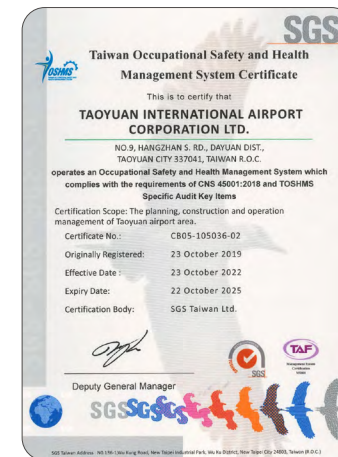 SGS
TOSHMS
Taiwan Occupational Safety and Health
Management System Certificate
This is to certify that
TAOYUAN INTERNATIONAL AIRPORT
CORPORATION LTD.
NO.9, HANGZHAN S. RD., DAYUAN DIST.,
TAOYUAN CITY 337041, TAIWAN R.O.C.
operates an Occupational Safety and Health Management System which
complies with the requirements of CNS 45001:2018 and TOSHMS
Specific Audit Key Items
Certification Scope: The planning, construction and operation
management of Taoyuan airport area.
Certificate No.: CB05-105036-02
Originally Registered: 23 October 2019
Effective Date : 23 October 2022
Expiry Date: 22 October 2025
Certification Body: SGS Taiwan Ltd.
Deputy General Manager
SGS
TAF
SGS SGS SGS